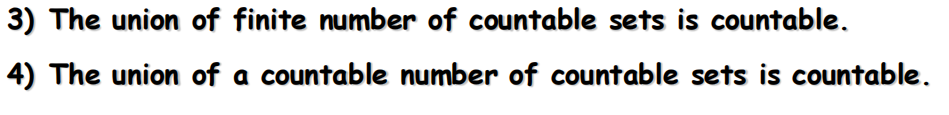 3) The union of finite number of countable sets is countable.
4) The union of a countable number of countable sets is countable.